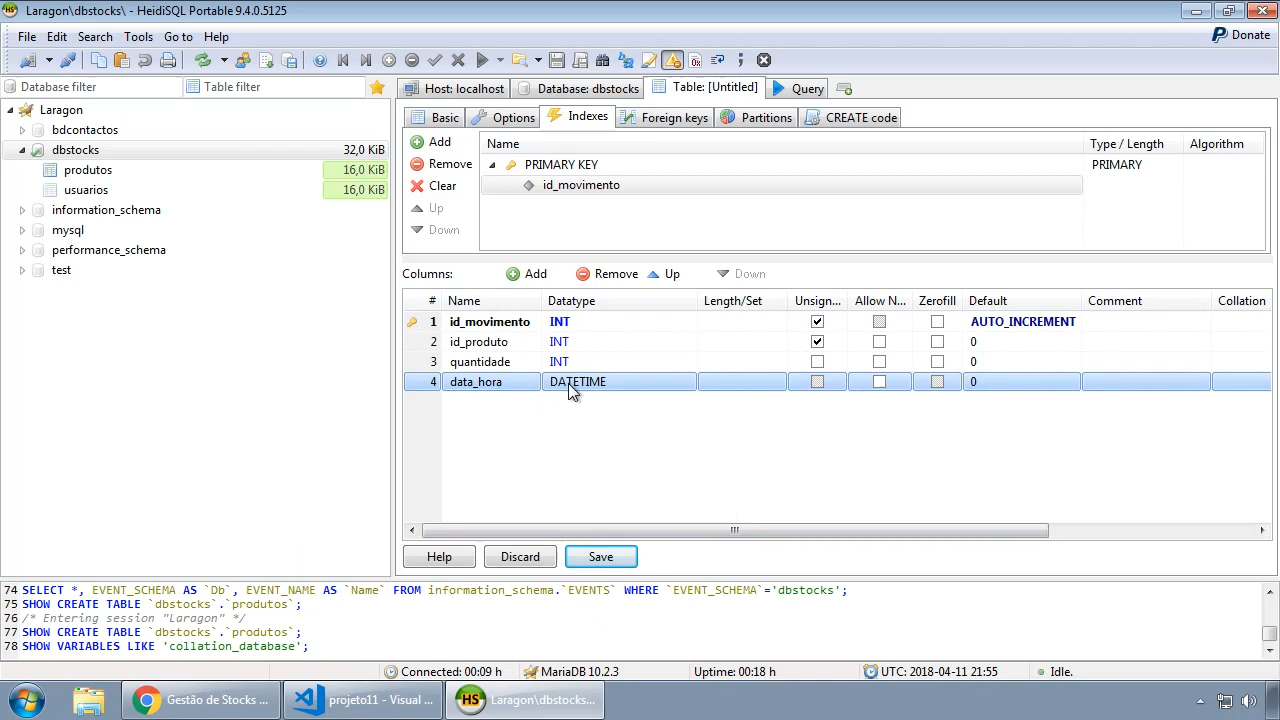 Laragon\dbstocks\ - HeidiSQL Portable 9.4.0.5125
File Edit Search Tools Go to Help
Donate
Database filter
Table filter
Host: localhost
Database: dbstocks
Table: [Untitled]
Query
Laragon
bdcontactos
dbstocks 32,0 KiB
produtos 16,0 KiB
usuarios 16,0 KiB
information_schema
mysql
performance_schema
test
Basic Options Indexes Foreign keys Partitions CREATE code
Add
Remove
Clear
Up
Down
Name Type / Length Algorithm
PRIMARY KEY PRIMARY
id_movimento
Columns: Add Remove Up Down
# Name Datatype Length/Set Unsign... Allow N... Zerofill Default Comment Collation
1 id_movimento INT AUTO_INCREMENT
2 id_produto INT 0
3 quantidade INT 0
4 data_hora DATETIME 0
Help Discard Save
74 SELECT *, EVENT_SCHEMA AS `Db`, EVENT_NAME AS `Name` FROM information_schema.`EVENTS` WHERE `EVENT_SCHEMA`='dbstocks';
75 SHOW CREATE TABLE `dbstocks`.`produtos`;
76 /* Entering session "Laragon" */
77 SHOW CREATE TABLE `dbstocks`.`produtos`;
78 SHOW VARIABLES LIKE 'collation_database';
Connected: 00:09 h
MariaDB 10.2.3
Uptime: 00:18 h
UTC: 2018-04-11 21:55
Idle.
Gestão de Stocks ...
projeto11 - Visual ...
Laragon\dbstocks...